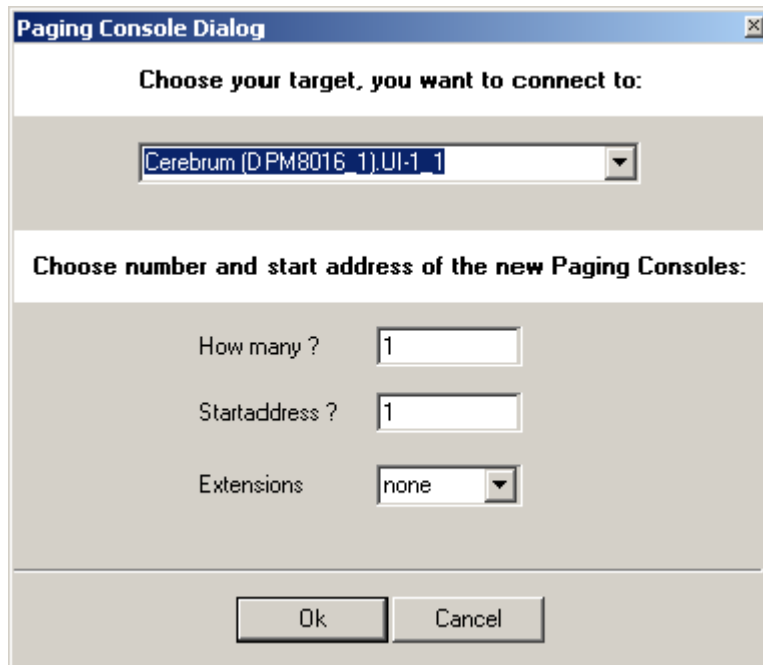 Paging Console Dialog
Choose your target, you want to connect to:
Cerebrum (DPM8016_1).UI-1_1
Choose number and start address of the new Paging Consoles:
How many ? 1
Startaddress ? 1
Extensions none
Ok Cancel